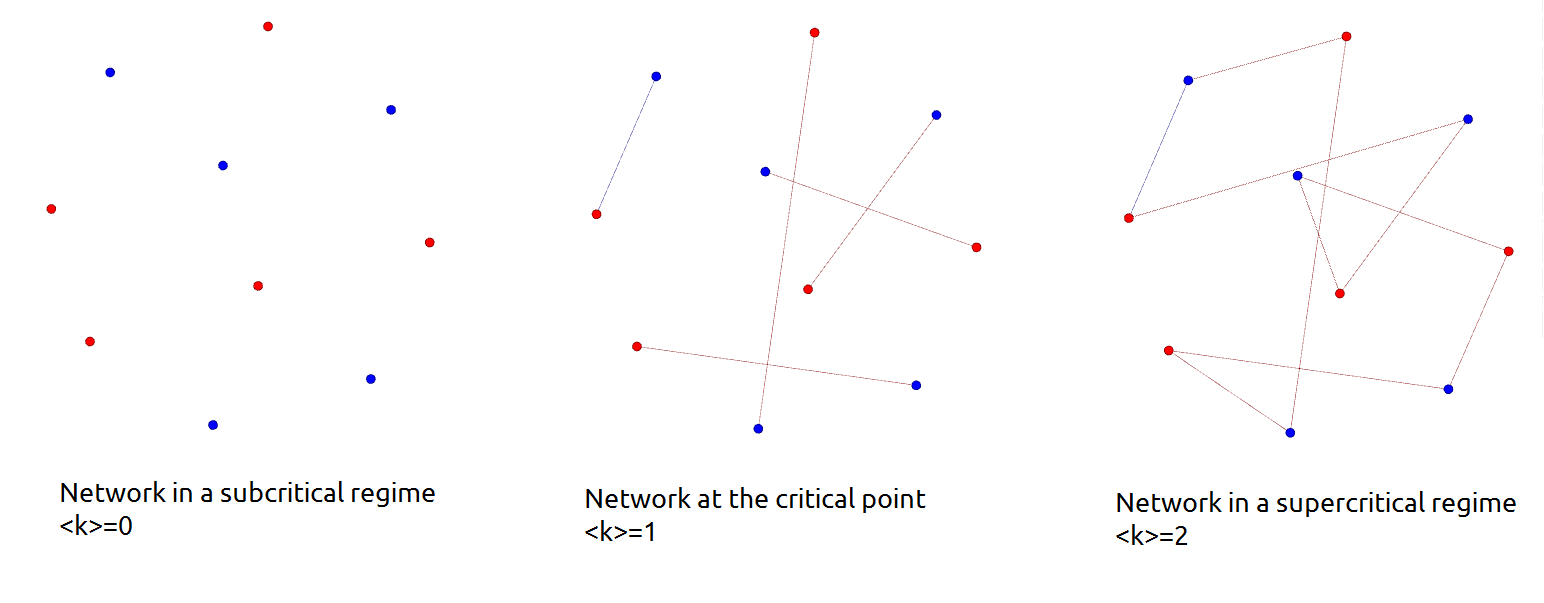 Network in a subcritical regime
<k>=0
Network at the critical point
<k>=1
Network in a supercritical regime
<k>=2